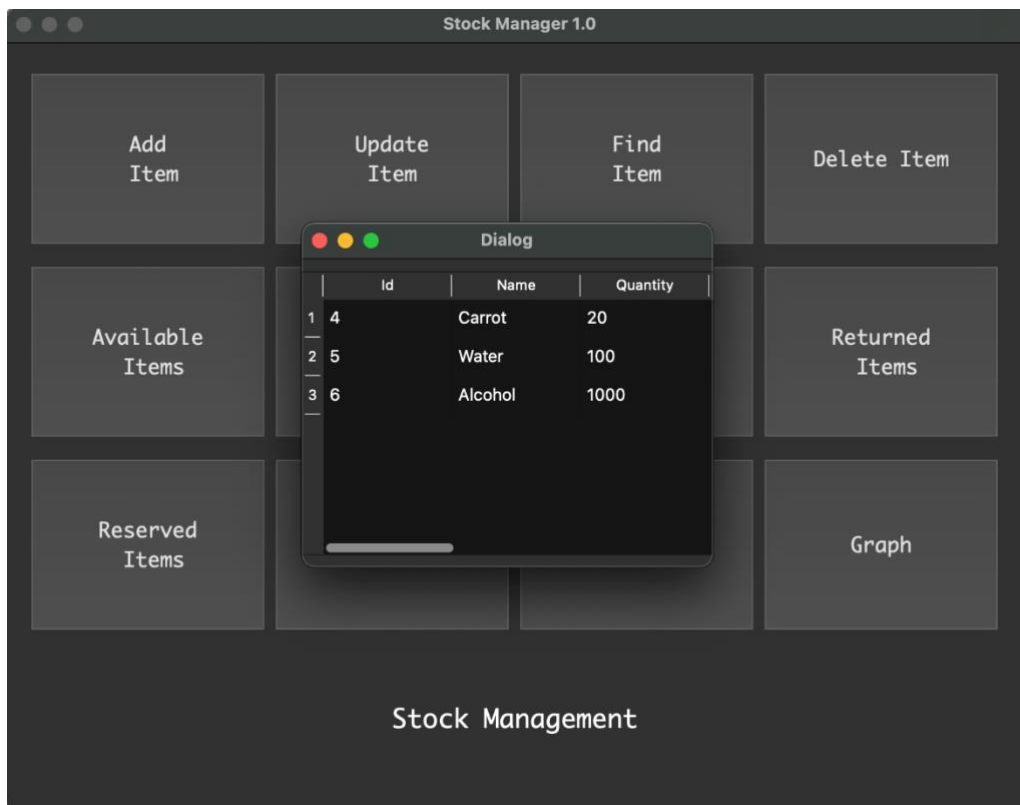 Stock Manager 1.0
Add
Item
Update
Item
Find
Item
Delete Item
Dialog
Id Name Quantity
1 4 Carrot 20
2 5 Water 100
3 6 Alcohol 1000
Available
Items
Returned
Items
Reserved
Items
Graph
Stock Management